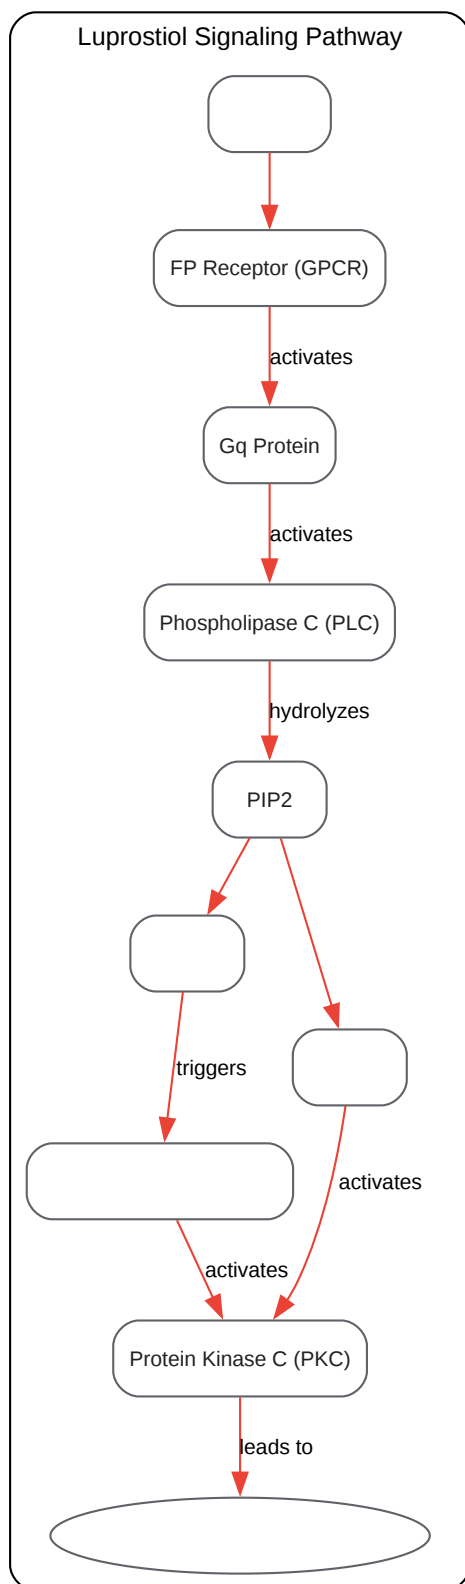 Luprostiol Signaling Pathway
FP Receptor (GPCR)
activates
Gq Protein
activates
Phospholipase C (PLC)
hydrolyzes
PIP2
triggers
activates
activates
Protein Kinase C (PKC)
leads to